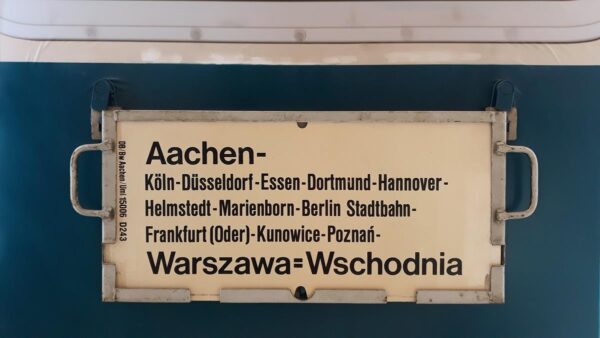 Aachen-
Köln-Düsseldorf-Essen-Dortmund-Hannover-
Helmstedt-Marienborn-Berlin Stadtbahn-
Frankfurt (Oder)-Kunowice-Poznań-
Warszawa=Wschodnia
DB/Bw Aachen/Uml 15006 D243